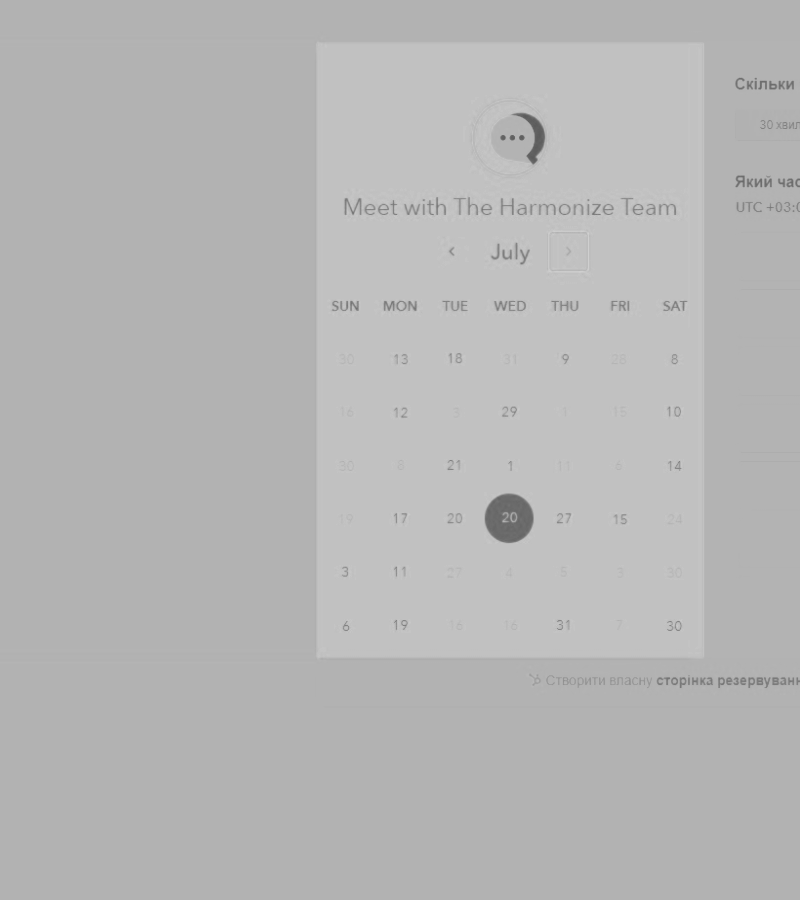 Скільки
30 хвил
Який час
UTC +03:0
Meet with The Harmonize Team
July
SUN MON TUE WED THU FRI SAT
30 13 18 31 9 28 8
16 12 3 29 4 15 10
30 8 21 1 11 6 14
19 17 20 20 27 15 24
3 11 27 4 5 3 30
6 19 16 16 31 7 30
Створити власну сторінка резервуванн